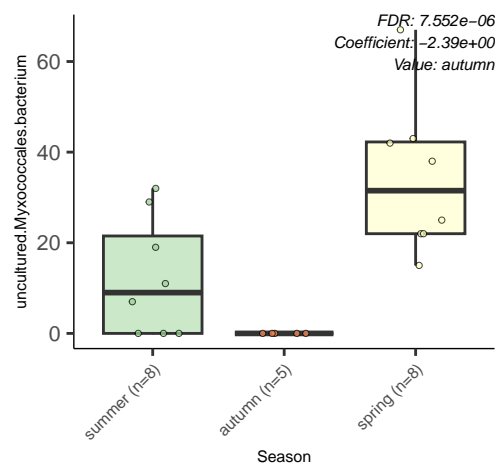 FDR: 7.552e−06
Coefficient: −2.39e+00
Value: autumn
uncultured.Myxococcales.bacterium
60
40
20
0
summer (n=8)
autumn (n=5)
spring (n=8)
Season